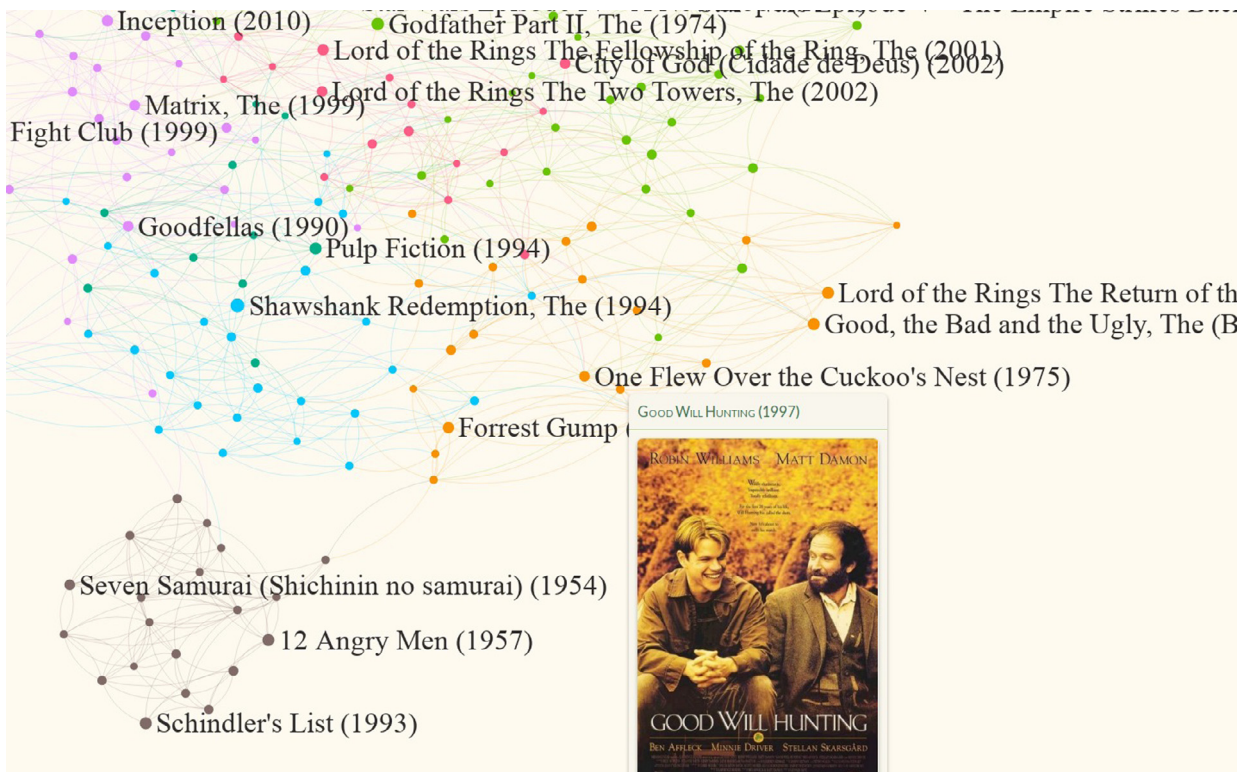 Inception (2010)
Godfather Part II, The (1974)
Lord of the Rings The Fellowship of the Ring, The (2001)
City of God (Cidade de Deus) (2002)
Lord of the Rings The Two Towers, The (2002)
Matrix, The (1999)
Fight Club (1999)
Goodfellas (1990)
Pulp Fiction (1994)
Lord of the Rings The Return of th
Shawshank Redemption, The (1994)
Good, the Bad and the Ugly, The (B
One Flew Over the Cuckoo's Nest (1975)
Forrest Gump (
Good Will Hunting (1997)
Robin Williams Matt Damon
Seven Samurai (Shichinin no samurai) (1954)
12 Angry Men (1957)
Schindler's List (1993)
GOOD WILL HUNTING
Ben Affleck Minnie Driver Stellan Skarsgård